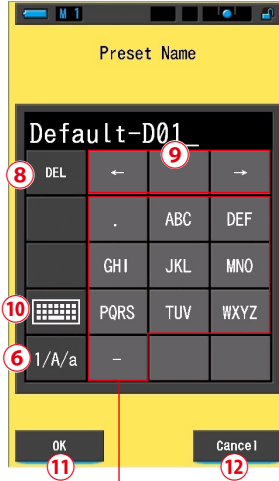 M 1
Preset Name
Default-D01_
9
8 DEL ← →
. ABC DEF
GHI JKL MNO
10 PQRS TUV WXYZ
6 1/A/a –
OK Cancel
11 12